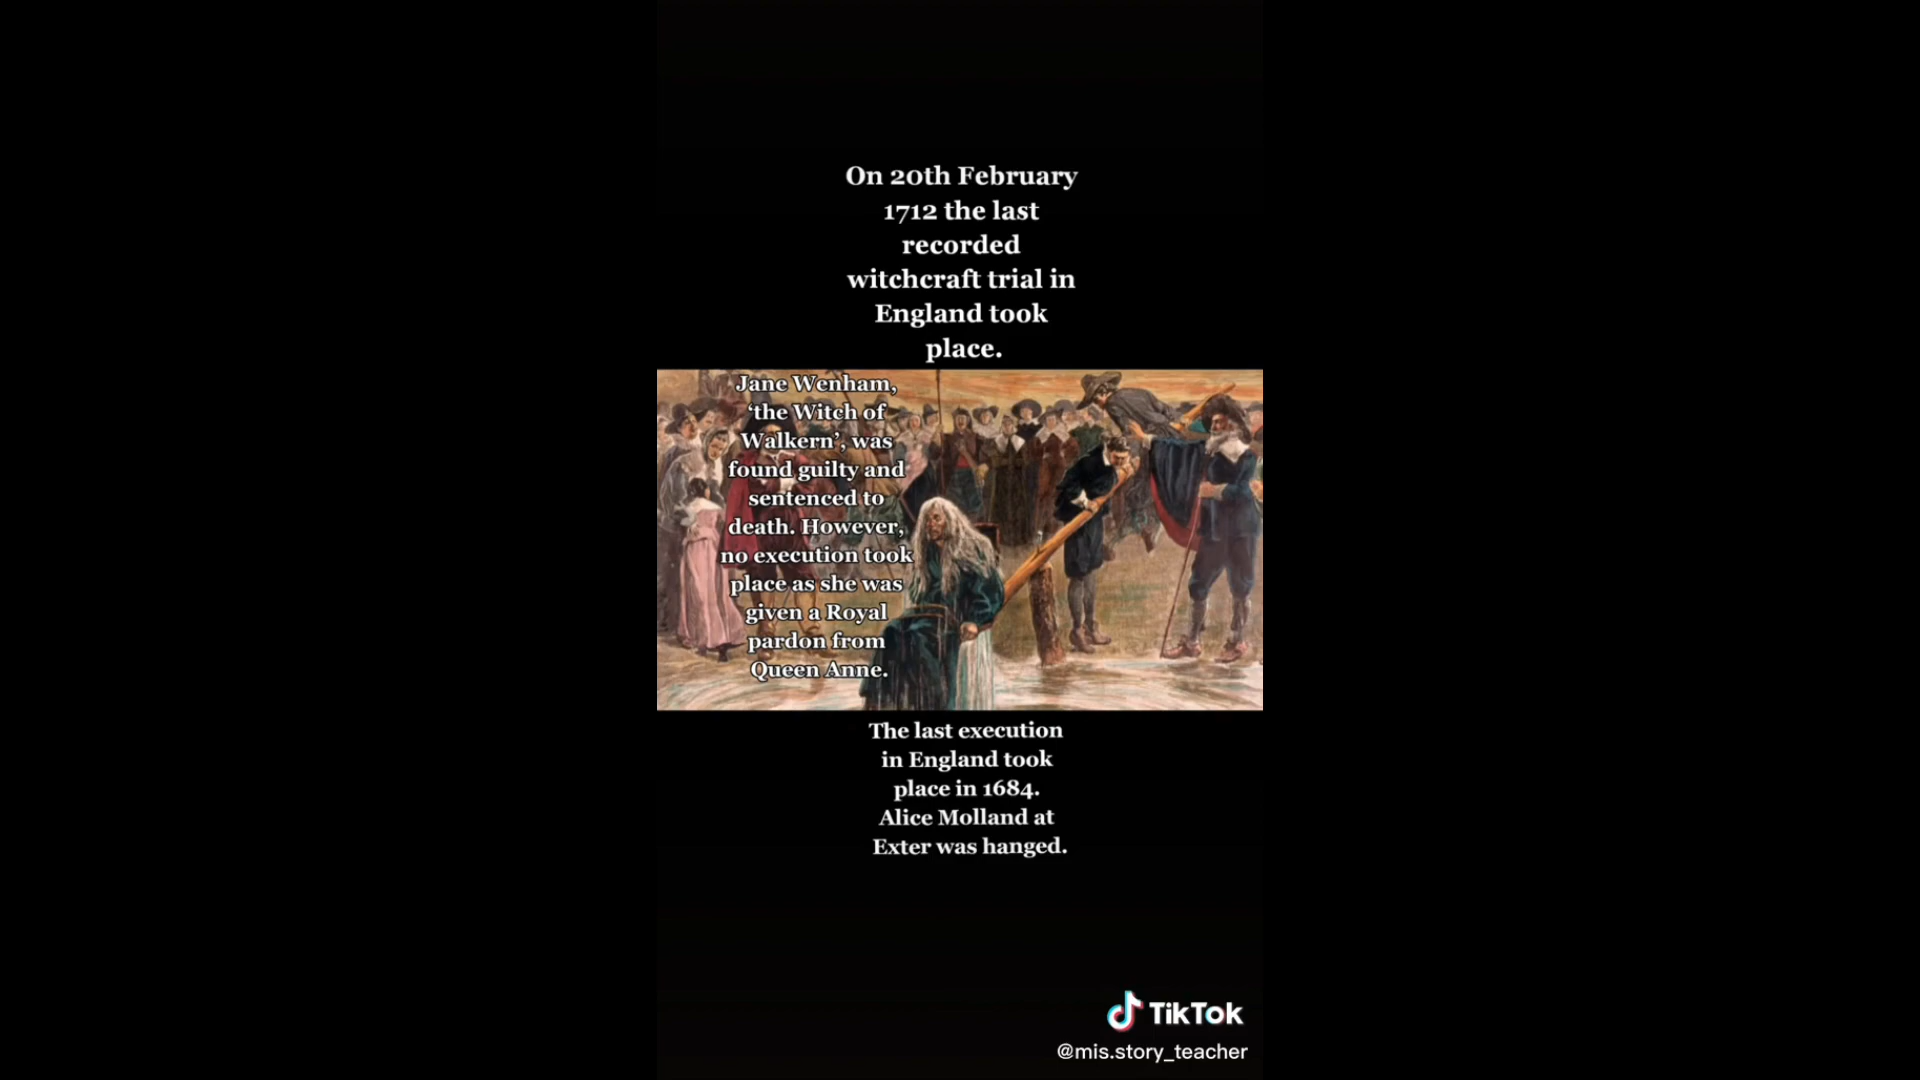 On 20th February
1712 the last
recorded
witchcraft trial in
England took
place.
Jane Wenham,
‘the Witch of
Walkern’, was
found guilty and
sentenced to
death. However,
no execution took
place as she was
given a Royal
pardon from
Queen Anne.
The last execution
in England took
place in 1684.
Alice Molland at
Exter was hanged.
TikTok
@mis.story_teacher